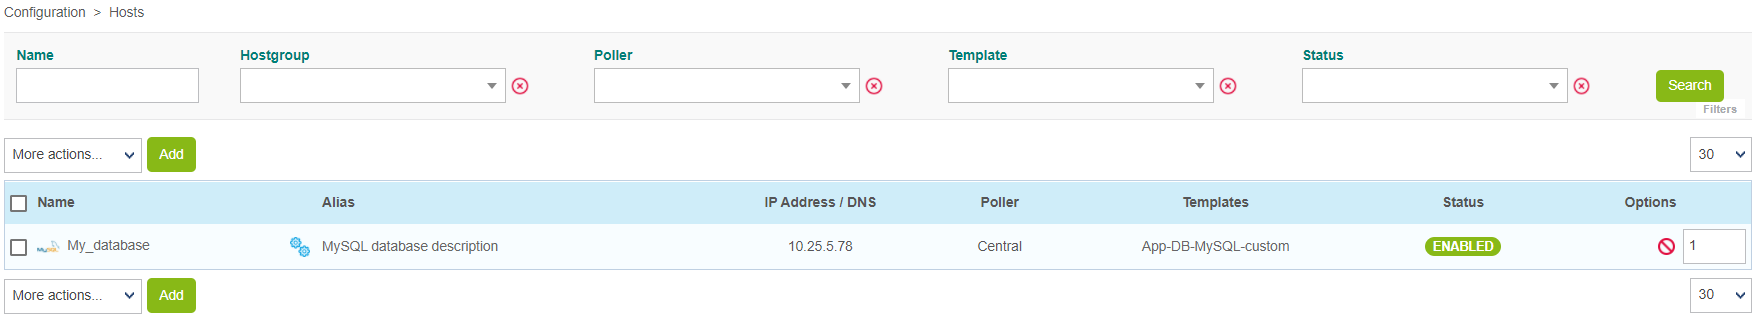 Configuration > Hosts
Name Hostgroup Poller Template Status
Search
Filters
More actions... Add 30
Name Alias IP Address / DNS Poller Templates Status Options
My_database MySQL database description 10.25.5.78 Central App-DB-MySQL-custom ENABLED 1
More actions... Add 30